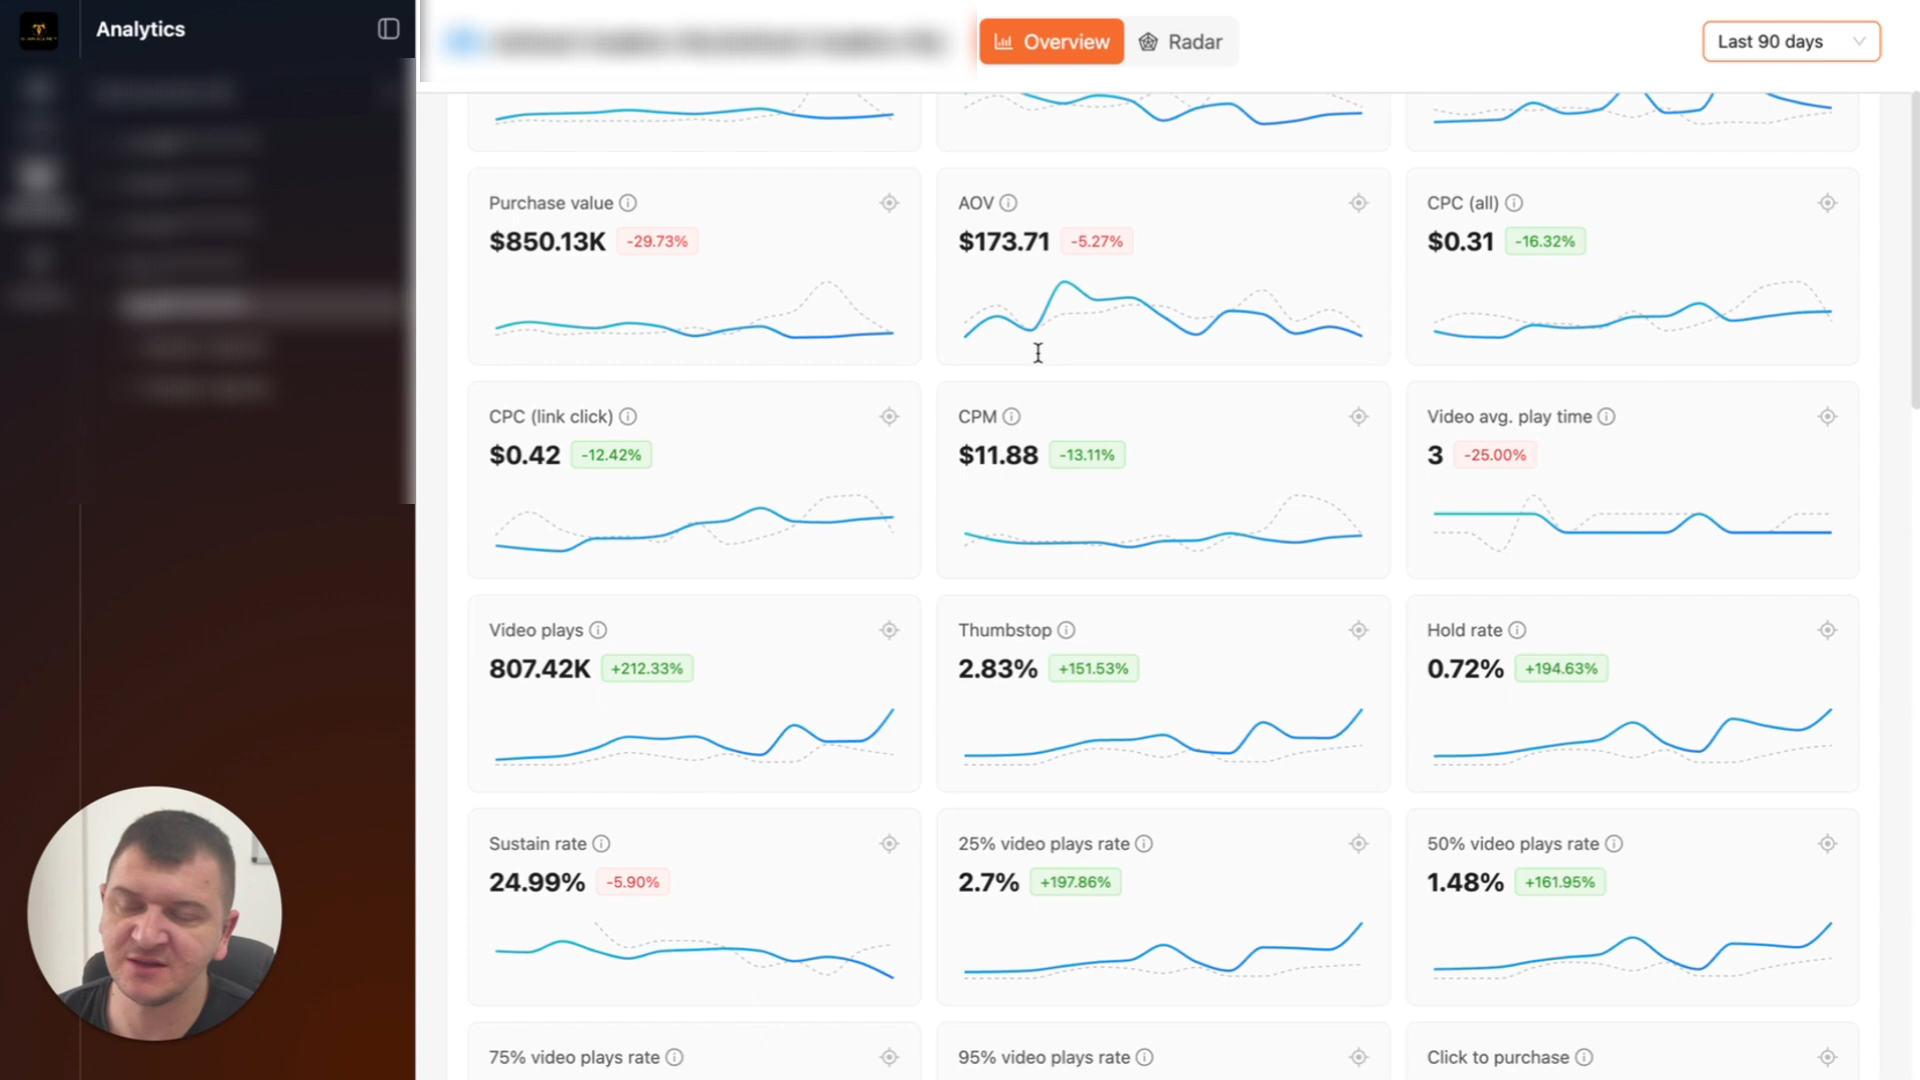 Analytics
Overview
Radar
Last 90 days
Purchase value
$850.13K -29.73%
AOV
$173.71 -5.27%
CPC (all)
$0.31 -16.32%
CPC (link click)
$0.42 -12.42%
CPM
$11.88 -13.11%
Video avg. play time
3 -25.00%
Video plays
807.42K +212.33%
Thumbstop
2.83% +151.53%
Hold rate
0.72% +194.63%
Sustain rate
24.99% -5.90%
25% video plays rate
2.7% +197.86%
50% video plays rate
1.48% +161.95%
75% video plays rate
95% video plays rate
Click to purchase